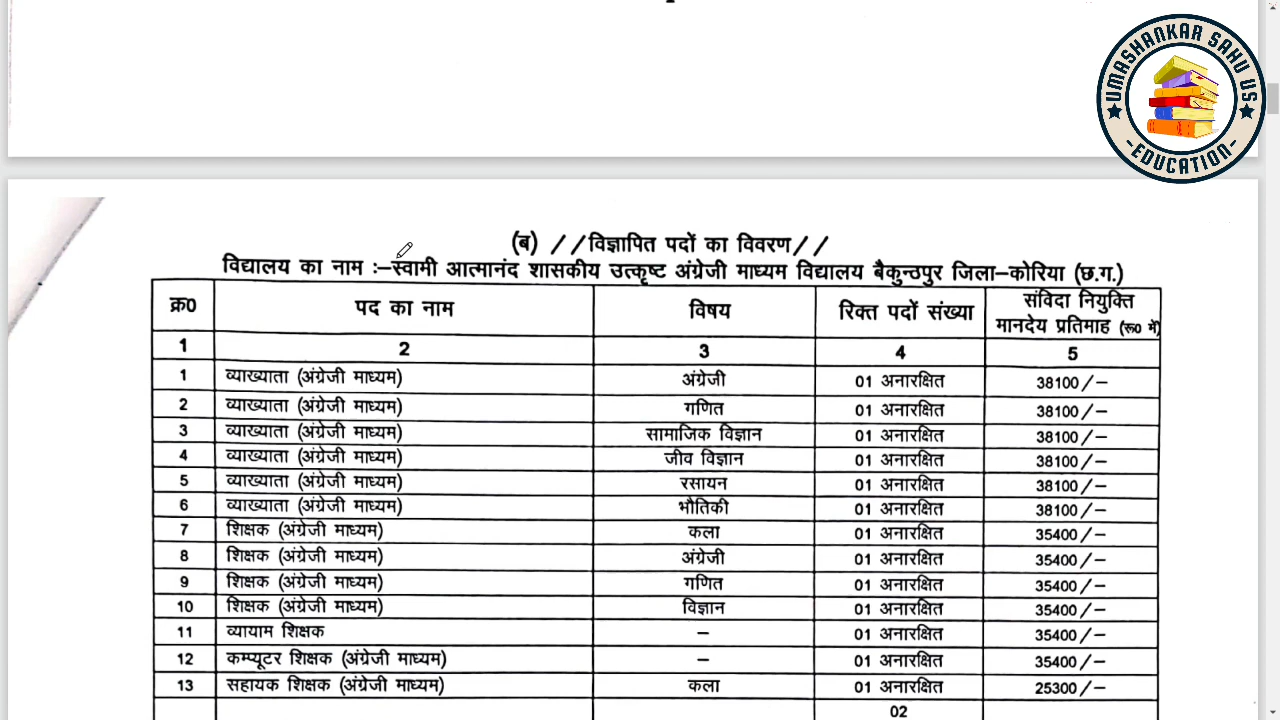 UMASHANKAR SAHU US
-EDUCATION-
(ब) //विज्ञापित पदों का विवरण//
विद्यालय का नाम :–स्वामी आत्मानंद शासकीय उत्कृष्ट अंग्रेजी माध्यम विद्यालय बैकुन्ठपुर जिला–कोरिया (छ.ग.)
क्र0 पद का नाम विषय रिक्त पदों संख्या संविदा नियुक्ति मानदेय प्रतिमाह (रू0 में)
1 2 3 4 5
1 व्याख्याता (अंग्रेजी माध्यम) अंग्रेजी 01 अनारक्षित 38100/–
2 व्याख्याता (अंग्रेजी माध्यम) गणित 01 अनारक्षित 38100/–
3 व्याख्याता (अंग्रेजी माध्यम) सामाजिक विज्ञान 01 अनारक्षित 38100/–
4 व्याख्याता (अंग्रेजी माध्यम) जीव विज्ञान 01 अनारक्षित 38100/–
5 व्याख्याता (अंग्रेजी माध्यम) रसायन 01 अनारक्षित 38100/–
6 व्याख्याता (अंग्रेजी माध्यम) भौतिकी 01 अनारक्षित 38100/–
7 शिक्षक (अंग्रेजी माध्यम) कला 01 अनारक्षित 35400/–
8 शिक्षक (अंग्रेजी माध्यम) अंग्रेजी 01 अनारक्षित 35400/–
9 शिक्षक (अंग्रेजी माध्यम) गणित 01 अनारक्षित 35400/–
10 शिक्षक (अंग्रेजी माध्यम) विज्ञान 01 अनारक्षित 35400/–
11 व्यायाम शिक्षक – 01 अनारक्षित 35400/–
12 कम्प्यूटर शिक्षक (अंग्रेजी माध्यम) – 01 अनारक्षित 35400/–
13 सहायक शिक्षक (अंग्रेजी माध्यम) कला 01 अनारक्षित 25300/–
02